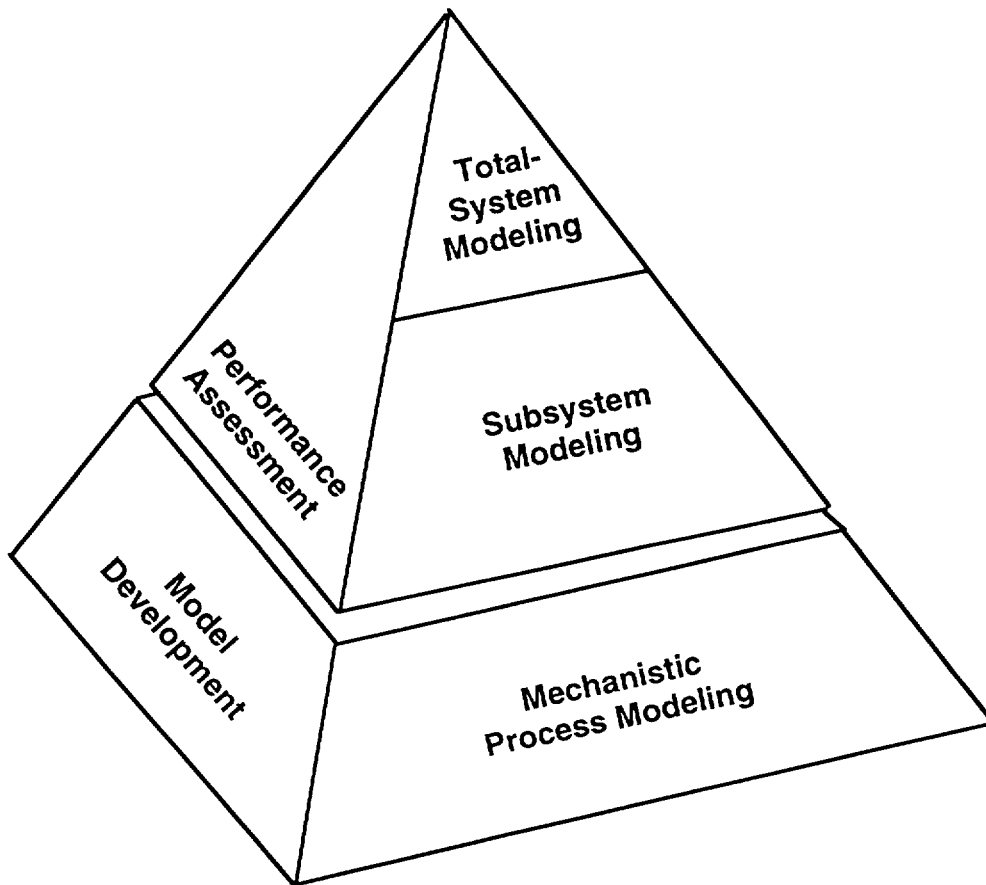 Total-
System
Modeling
Performance
Assessment
Subsystem
Modeling
Model
Development
Mechanistic
Process Modeling